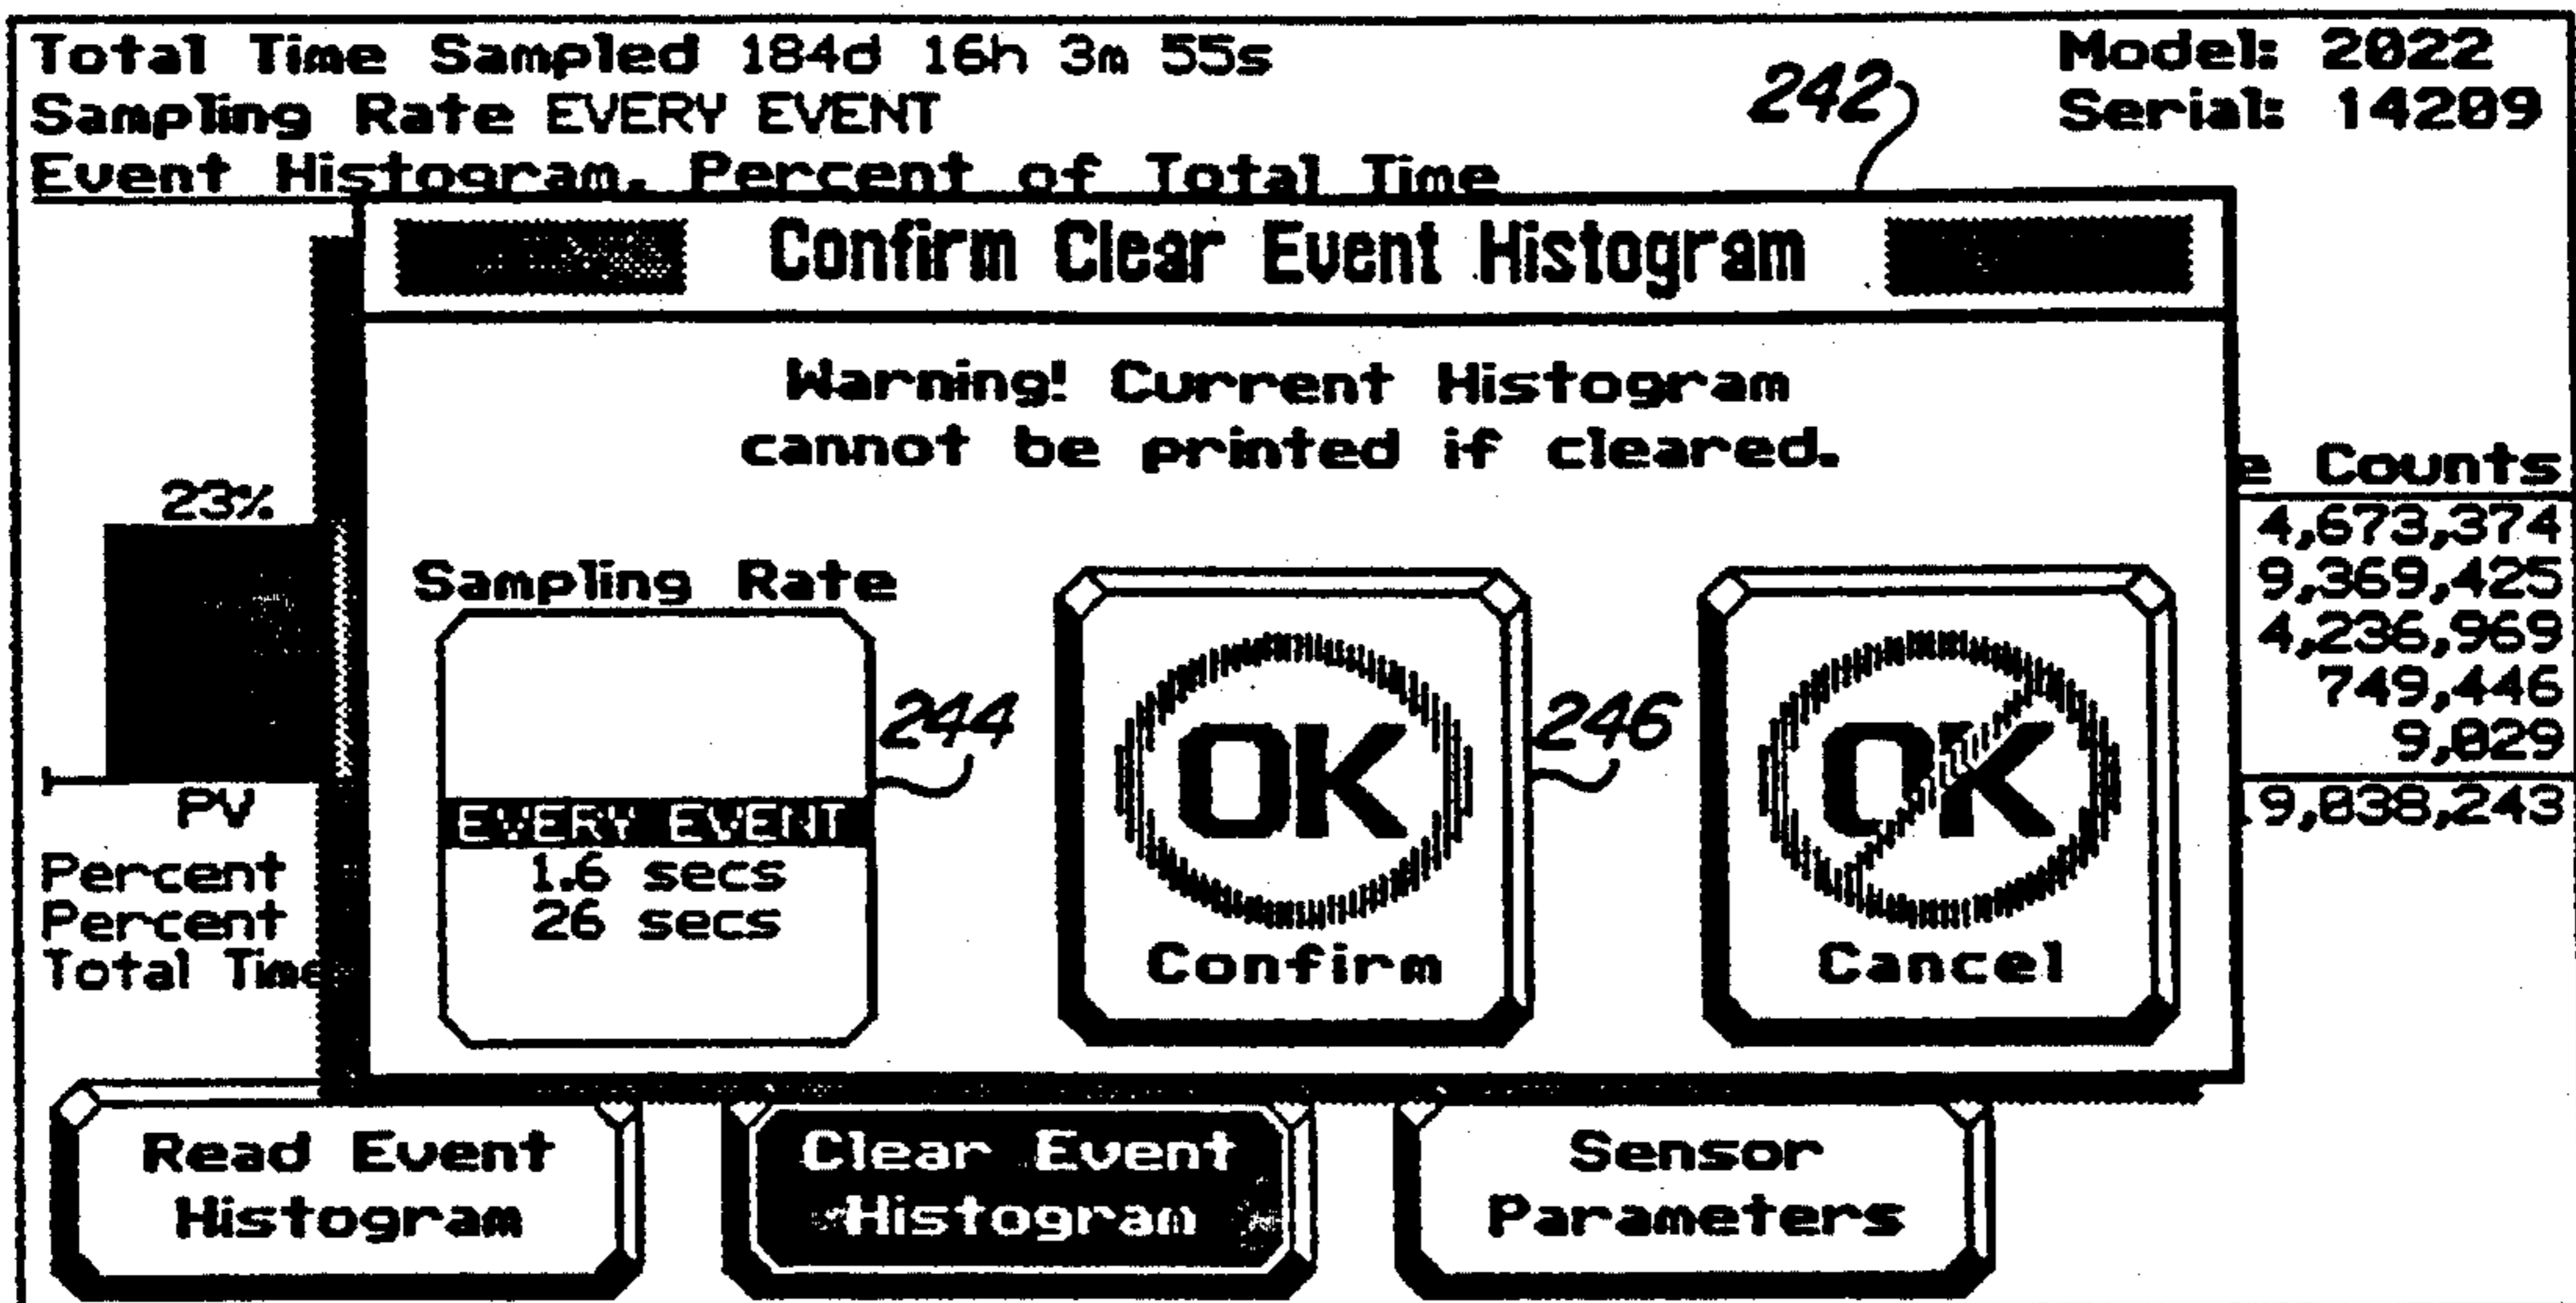 Total Time Sampled 184d 16h 3m 55s
Model: 2022
Sampling Rate EVERY EVENT
242
Serial: 14209
Event Histogram, Percent of Total Time
Confirm Clear Event Histogram
Warning! Current Histogram
cannot be printed if cleared.
e Counts
23%
4,673,374
9,369,425
4,236,969
749,446
9,029
19,038,243
Sampling Rate
EVERY EVENT
1.6 secs
26 secs
244
OK
Confirm
246
OK
Cancel
PV
Percent
Percent
Total Time
Read Event
Histogram
Clear Event
Histogram
Sensor
Parameters